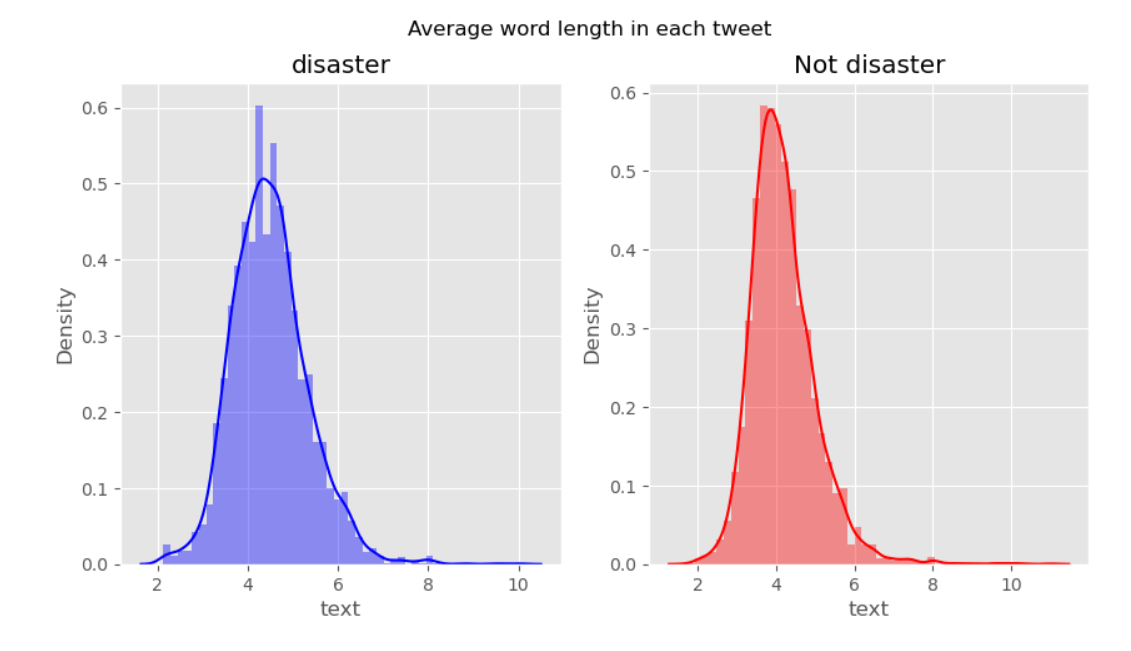 Average word length in each tweet
disaster
Not disaster
Density
0.6
0.5
0.4
0.3
0.2
0.1
0.0
2 4 6 8 10
text
Density
0.6
0.5
0.4
0.3
0.2
0.1
0.0
2 4 6 8 10
text